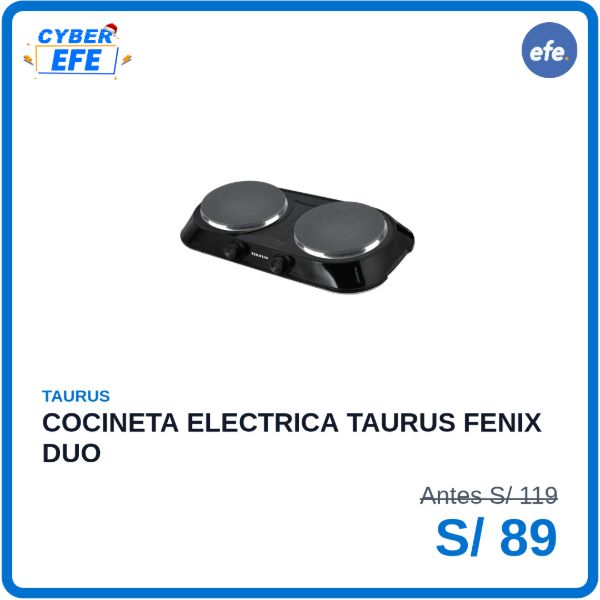 CYBER
EFE
efe.
taurus
TAURUS
COCINETA ELECTRICA TAURUS FENIX
DUO
Antes S/ 119
S/ 89